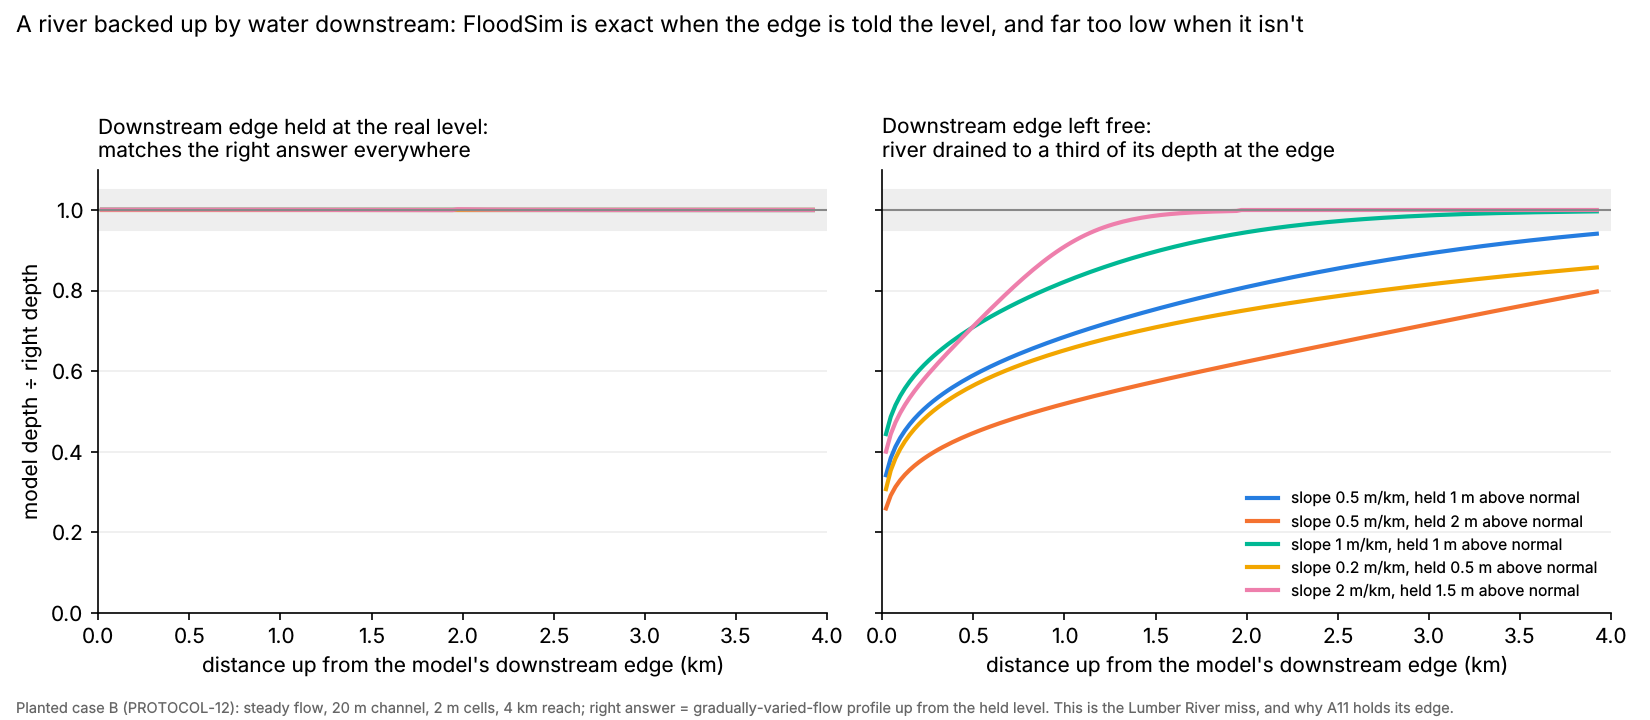 A river backed up by water downstream: FloodSim is exact when the edge is told the level, and far too low when it isn't
Downstream edge held at the real level:
matches the right answer everywhere
model depth ÷ right depth
1.0
0.8
0.6
0.4
0.2
0.0
0.0 0.5 1.0 1.5 2.0 2.5 3.0 3.5 4.0
distance up from the model's downstream edge (km)
Downstream edge left free:
river drained to a third of its depth at the edge
slope 0.5 m/km, held 1 m above normal
slope 0.5 m/km, held 2 m above normal
slope 1 m/km, held 1 m above normal
slope 0.2 m/km, held 0.5 m above normal
slope 2 m/km, held 1.5 m above normal
0.0 0.5 1.0 1.5 2.0 2.5 3.0 3.5 4.0
distance up from the model's downstream edge (km)
Planted case B (PROTOCOL-12): steady flow, 20 m channel, 2 m cells, 4 km reach; right answer = gradually-varied-flow profile up from the held level. This is the Lumber River miss, and why A11 holds its edge.